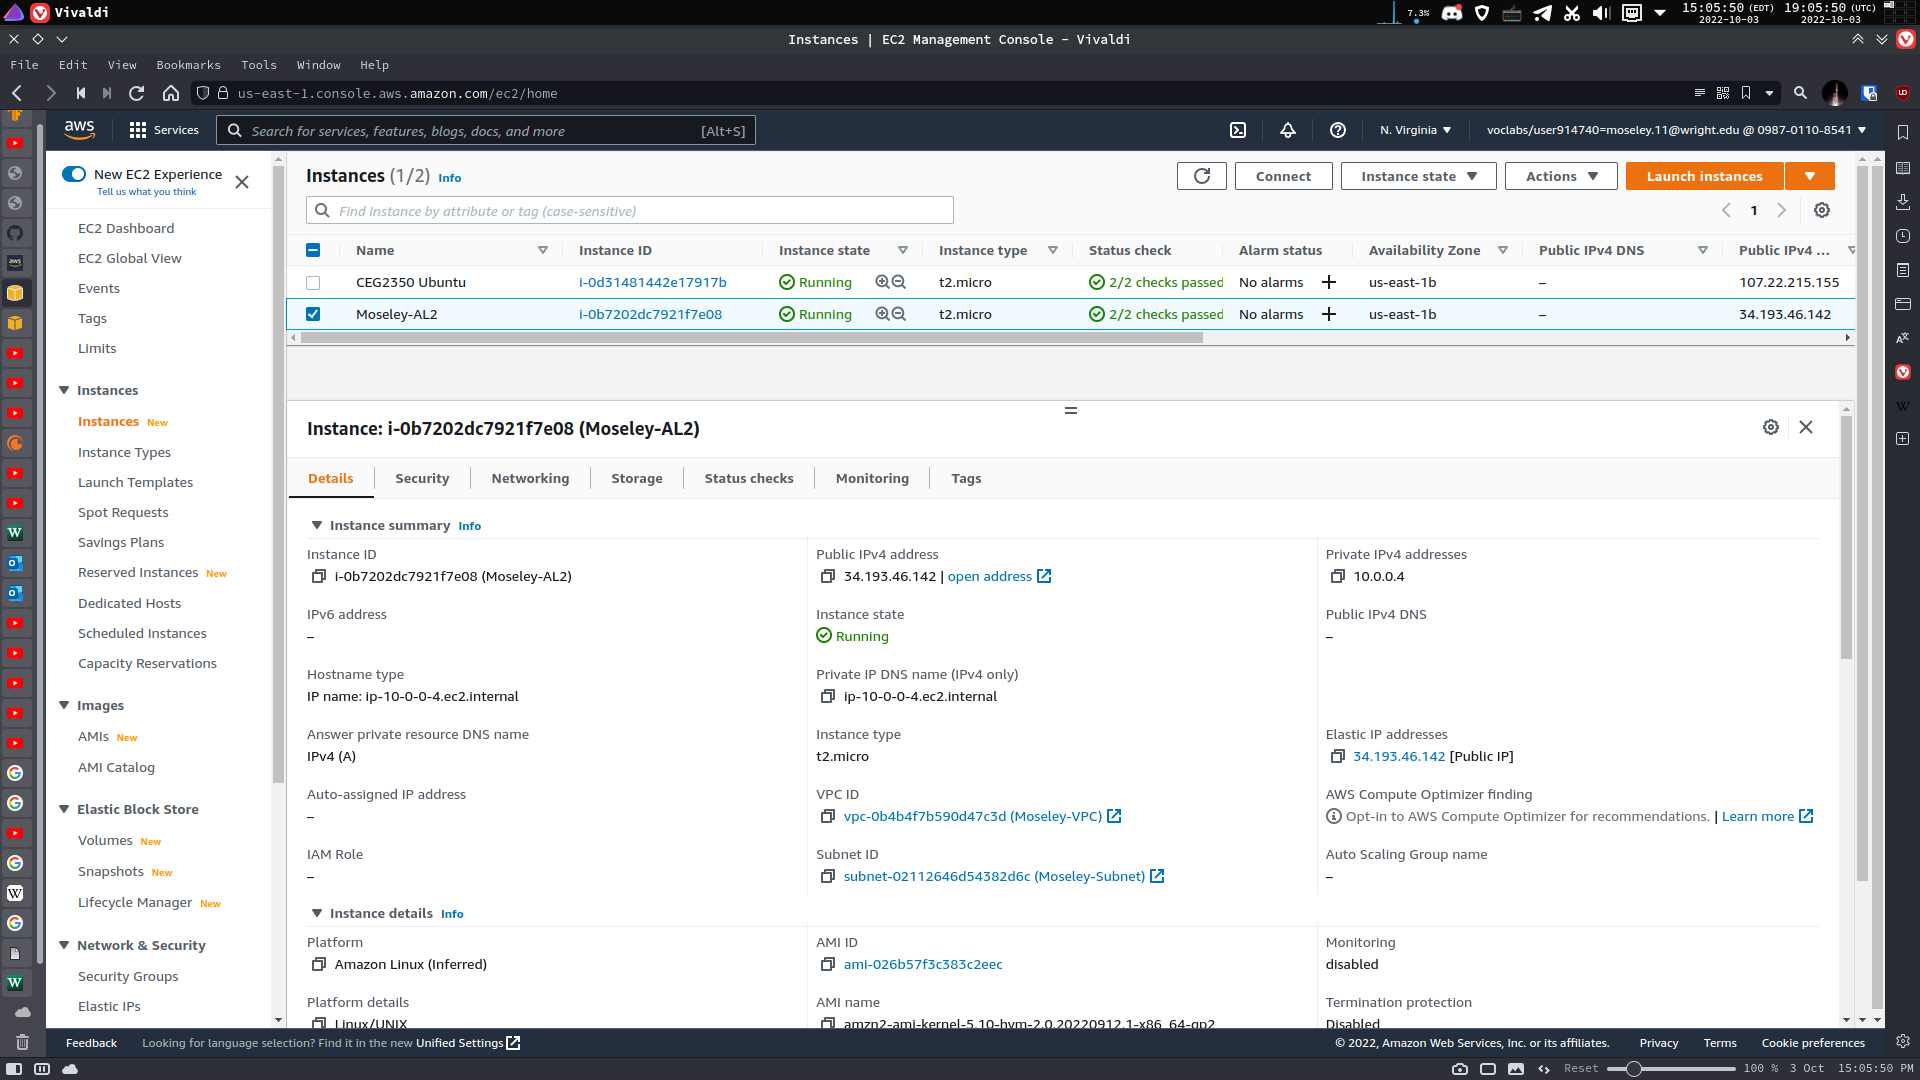 Vivaldi
7.3%
15:05:50 (EDT) 19:05:50 (UTC)
2022-10-03 2022-10-03
Instances | EC2 Management Console - Vivaldi
File Edit View Bookmarks Tools Window Help
us-east-1.console.aws.amazon.com/ec2/home
aws Services Search for services, features, blogs, docs, and more [Alt+S] N. Virginia voclabs/user914740=moseley.11@wright.edu @ 0987-0110-8541
New EC2 Experience
Tell us what you think
EC2 Dashboard
EC2 Global View
Events
Tags
Limits
Instances
Instances New
Instance Types
Launch Templates
Spot Requests
Savings Plans
Reserved Instances New
Dedicated Hosts
Scheduled Instances
Capacity Reservations
Images
AMIs New
AMI Catalog
Elastic Block Store
Volumes New
Snapshots New
Lifecycle Manager New
Network & Security
Security Groups
Elastic IPs
Instances (1/2) Info
Connect Instance state Actions Launch instances
Find instance by attribute or tag (case-sensitive)
1
Name Instance ID Instance state Instance type Status check Alarm status Availability Zone Public IPv4 DNS Public IPv4 ...
CEG2350 Ubuntu i-0d31481442e17917b Running t2.micro 2/2 checks passed No alarms + us-east-1b – 107.22.215.155
Moseley-AL2 i-0b7202dc7921f7e08 Running t2.micro 2/2 checks passed No alarms + us-east-1b – 34.193.46.142
Instance: i-0b7202dc7921f7e08 (Moseley-AL2)
Details Security Networking Storage Status checks Monitoring Tags
Instance summary Info
Instance ID Public IPv4 address Private IPv4 addresses
i-0b7202dc7921f7e08 (Moseley-AL2) 34.193.46.142 | open address 10.0.0.4
IPv6 address Instance state Public IPv4 DNS
– Running –
Hostname type Private IP DNS name (IPv4 only)
IP name: ip-10-0-0-4.ec2.internal ip-10-0-0-4.ec2.internal
Answer private resource DNS name Instance type Elastic IP addresses
IPv4 (A) t2.micro 34.193.46.142 [Public IP]
Auto-assigned IP address VPC ID AWS Compute Optimizer finding
– vpc-0b4b4f7b590d47c3d (Moseley-VPC) Opt-in to AWS Compute Optimizer for recommendations. | Learn more
IAM Role Subnet ID Auto Scaling Group name
– subnet-02112646d54382d6c (Moseley-Subnet) –
Instance details Info
Platform AMI ID Monitoring
Amazon Linux (Inferred) ami-026b57f3c383c2eec disabled
Platform details AMI name Termination protection
Linux/UNIX amzn2-ami-kernel-5.10-hvm-2.0.20220912.1-x86_64-gp2 Disabled
Feedback Looking for language selection? Find it in the new Unified Settings © 2022, Amazon Web Services, Inc. or its affiliates. Privacy Terms Cookie preferences
Reset 100 % 3 Oct 15:05:50 PM